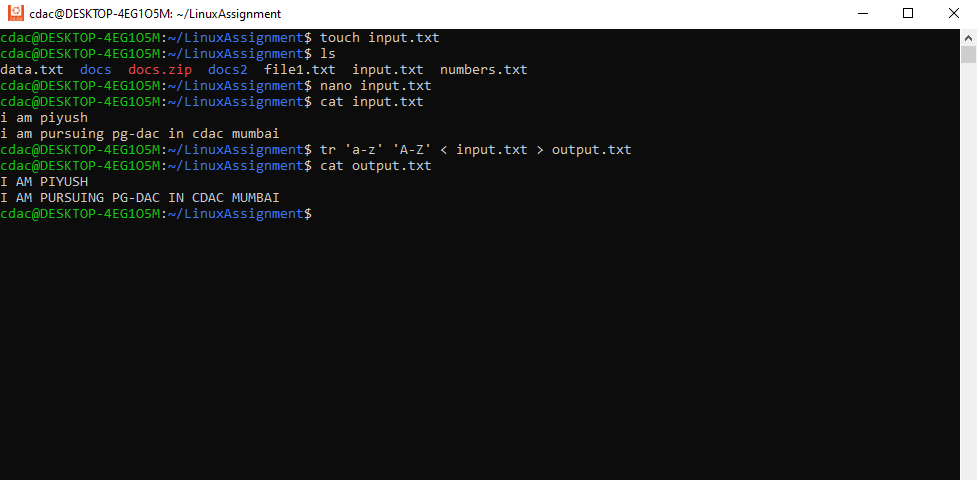 cdac@DESKTOP-4EG1O5M: ~/LinuxAssignment
cdac@DESKTOP-4EG1O5M:~/LinuxAssignment$ touch input.txt
cdac@DESKTOP-4EG1O5M:~/LinuxAssignment$ ls
data.txt  docs  docs.zip  docs2  file1.txt  input.txt  numbers.txt
cdac@DESKTOP-4EG1O5M:~/LinuxAssignment$ nano input.txt
cdac@DESKTOP-4EG1O5M:~/LinuxAssignment$ cat input.txt
i am piyush
i am pursuing pg-dac in cdac mumbai
cdac@DESKTOP-4EG1O5M:~/LinuxAssignment$ tr 'a-z' 'A-Z' < input.txt > output.txt
cdac@DESKTOP-4EG1O5M:~/LinuxAssignment$ cat output.txt
I AM PIYUSH
I AM PURSUING PG-DAC IN CDAC MUMBAI
cdac@DESKTOP-4EG1O5M:~/LinuxAssignment$